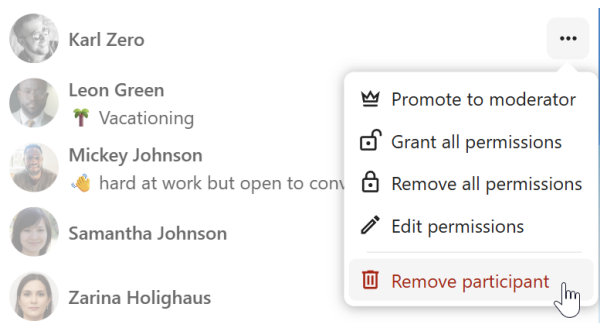 Karl Zero
Leon Green
🌴 Vacationing
Mickey Johnson
👋 hard at work but open to conv
Samantha Johnson
Zarina Holighaus
Promote to moderator
Grant all permissions
Remove all permissions
Edit permissions
Remove participant